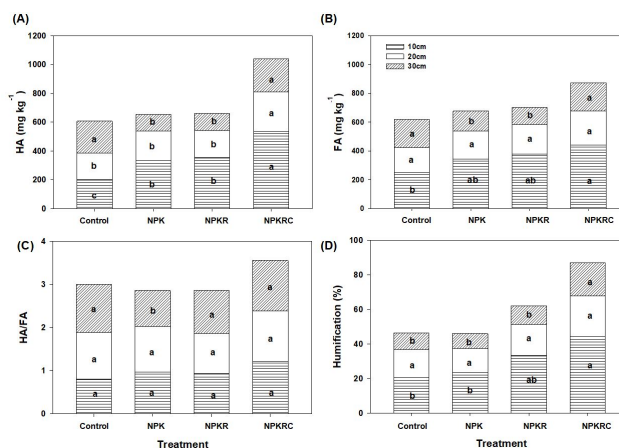 (A)
1200
1000
800
600
400
200
0
HA (mg kg -1)
a
b
c
b
b
b
b
b
b
a
a
a
Control NPK NPKR NPKRC
(B)
1200
1000
800
600
400
200
0
FA (mg kg -1)
10cm
20cm
30cm
a
a
b
b
a
ab
b
a
ab
a
a
a
Control NPK NPKR NPKRC
(C)
4
3
2
1
0
HA/FA
a
a
a
b
a
a
a
a
a
a
a
a
Control NPK NPKR NPKRC
Treatment
(D)
100
80
60
40
20
0
Humification (%)
a
a
b
b
a
b
b
a
ab
a
a
a
Control NPK NPKR NPKRC
Treatment